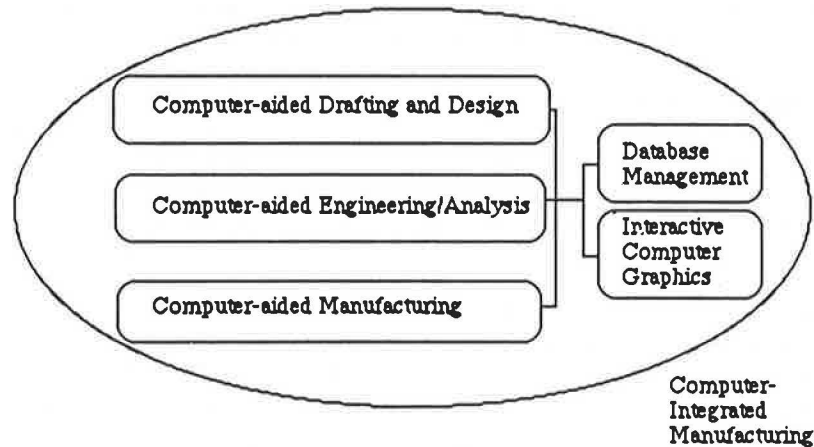 Computer-aided Drafting and Design
Computer-aided Engineering/Analysis
Computer-aided Manufacturing
Database
Management
Interactive
Computer
Graphics
Computer-
Integrated
Manufacturing